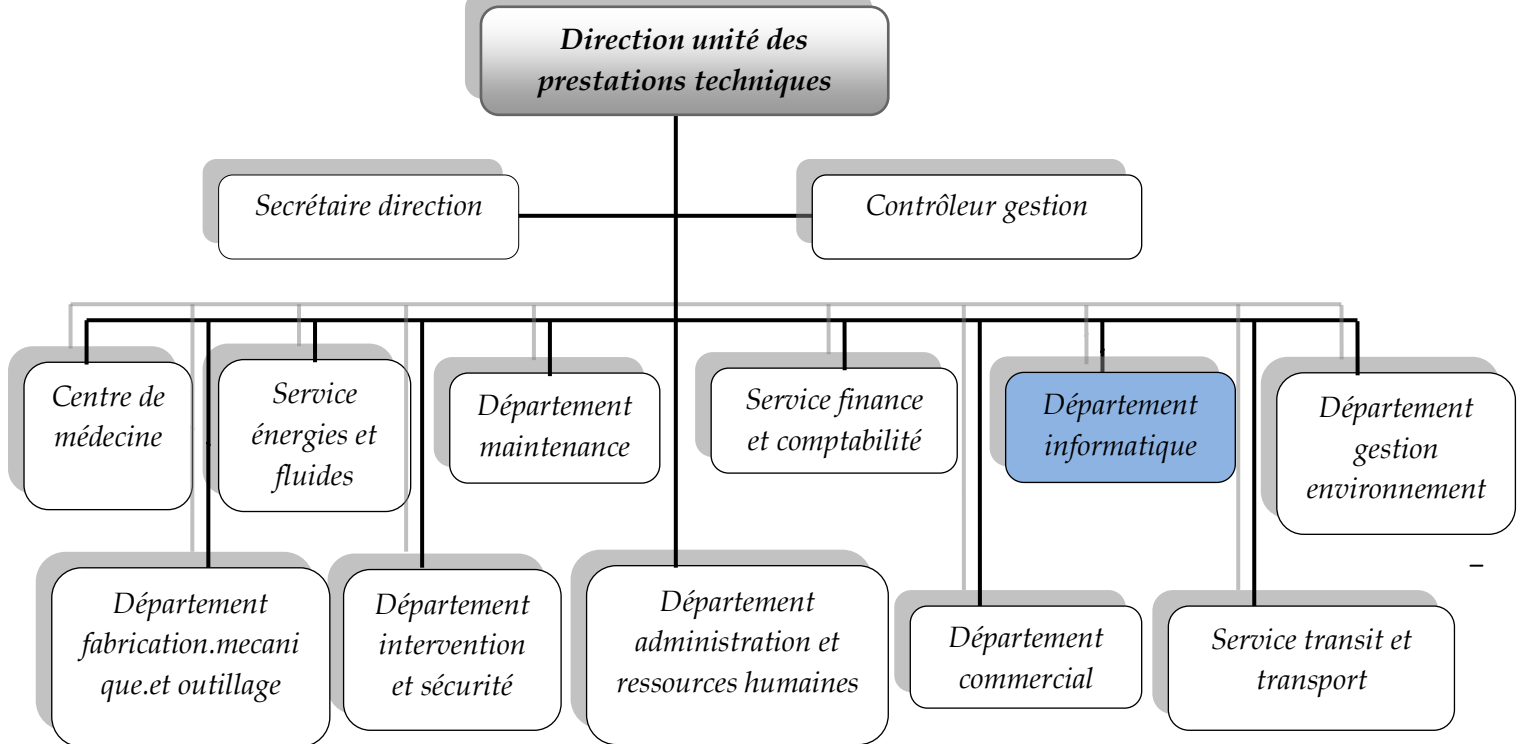 Direction unité des
prestations techniques
Secrétaire direction
Contrôleur gestion
Centre de
médecine
Service
énergies et
fluides
Département
maintenance
Service finance
et comptabilité
Département
informatique
Département
gestion
environnement
–
Département
fabrication.mecani
que.et outillage
Département
intervention
et sécurité
Département
administration et
ressources humaines
Département
commercial
Service transit et
transport